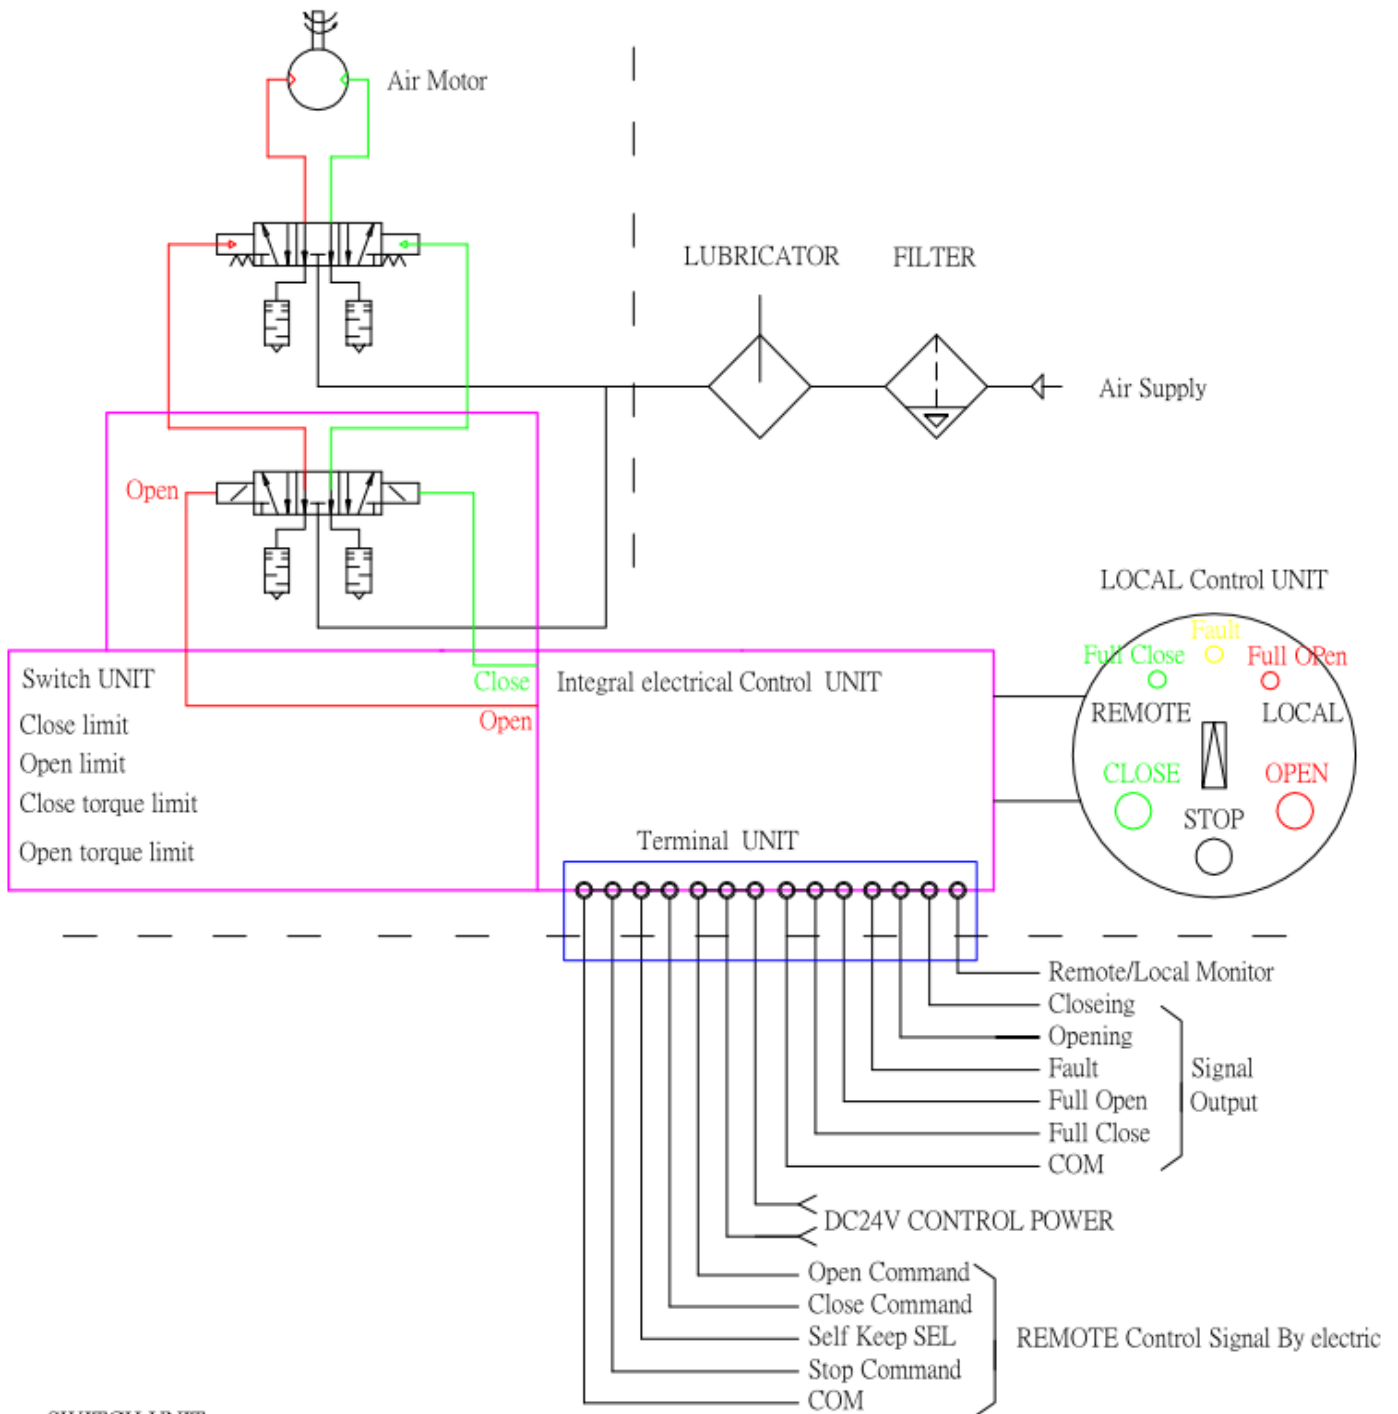 Air Motor
LUBRICATOR
FILTER
Air Supply
Open
LOCAL Control UNIT
Fault
Full Close
Full OPen
REMOTE
LOCAL
CLOSE
OPEN
STOP
Switch UNIT
Close
Integral electrical Control UNIT
Close limit
Open
Open limit
Close torque limit
Open torque limit
Terminal UNIT
Remote/Local Monitor
Closeing
Opening
Fault
Signal
Full Open
Output
Full Close
COM
DC24V CONTROL POWER
Open Command
Close Command
Self Keep SEL
REMOTE Control Signal By electric
Stop Command
COM
SWITCH UNIT